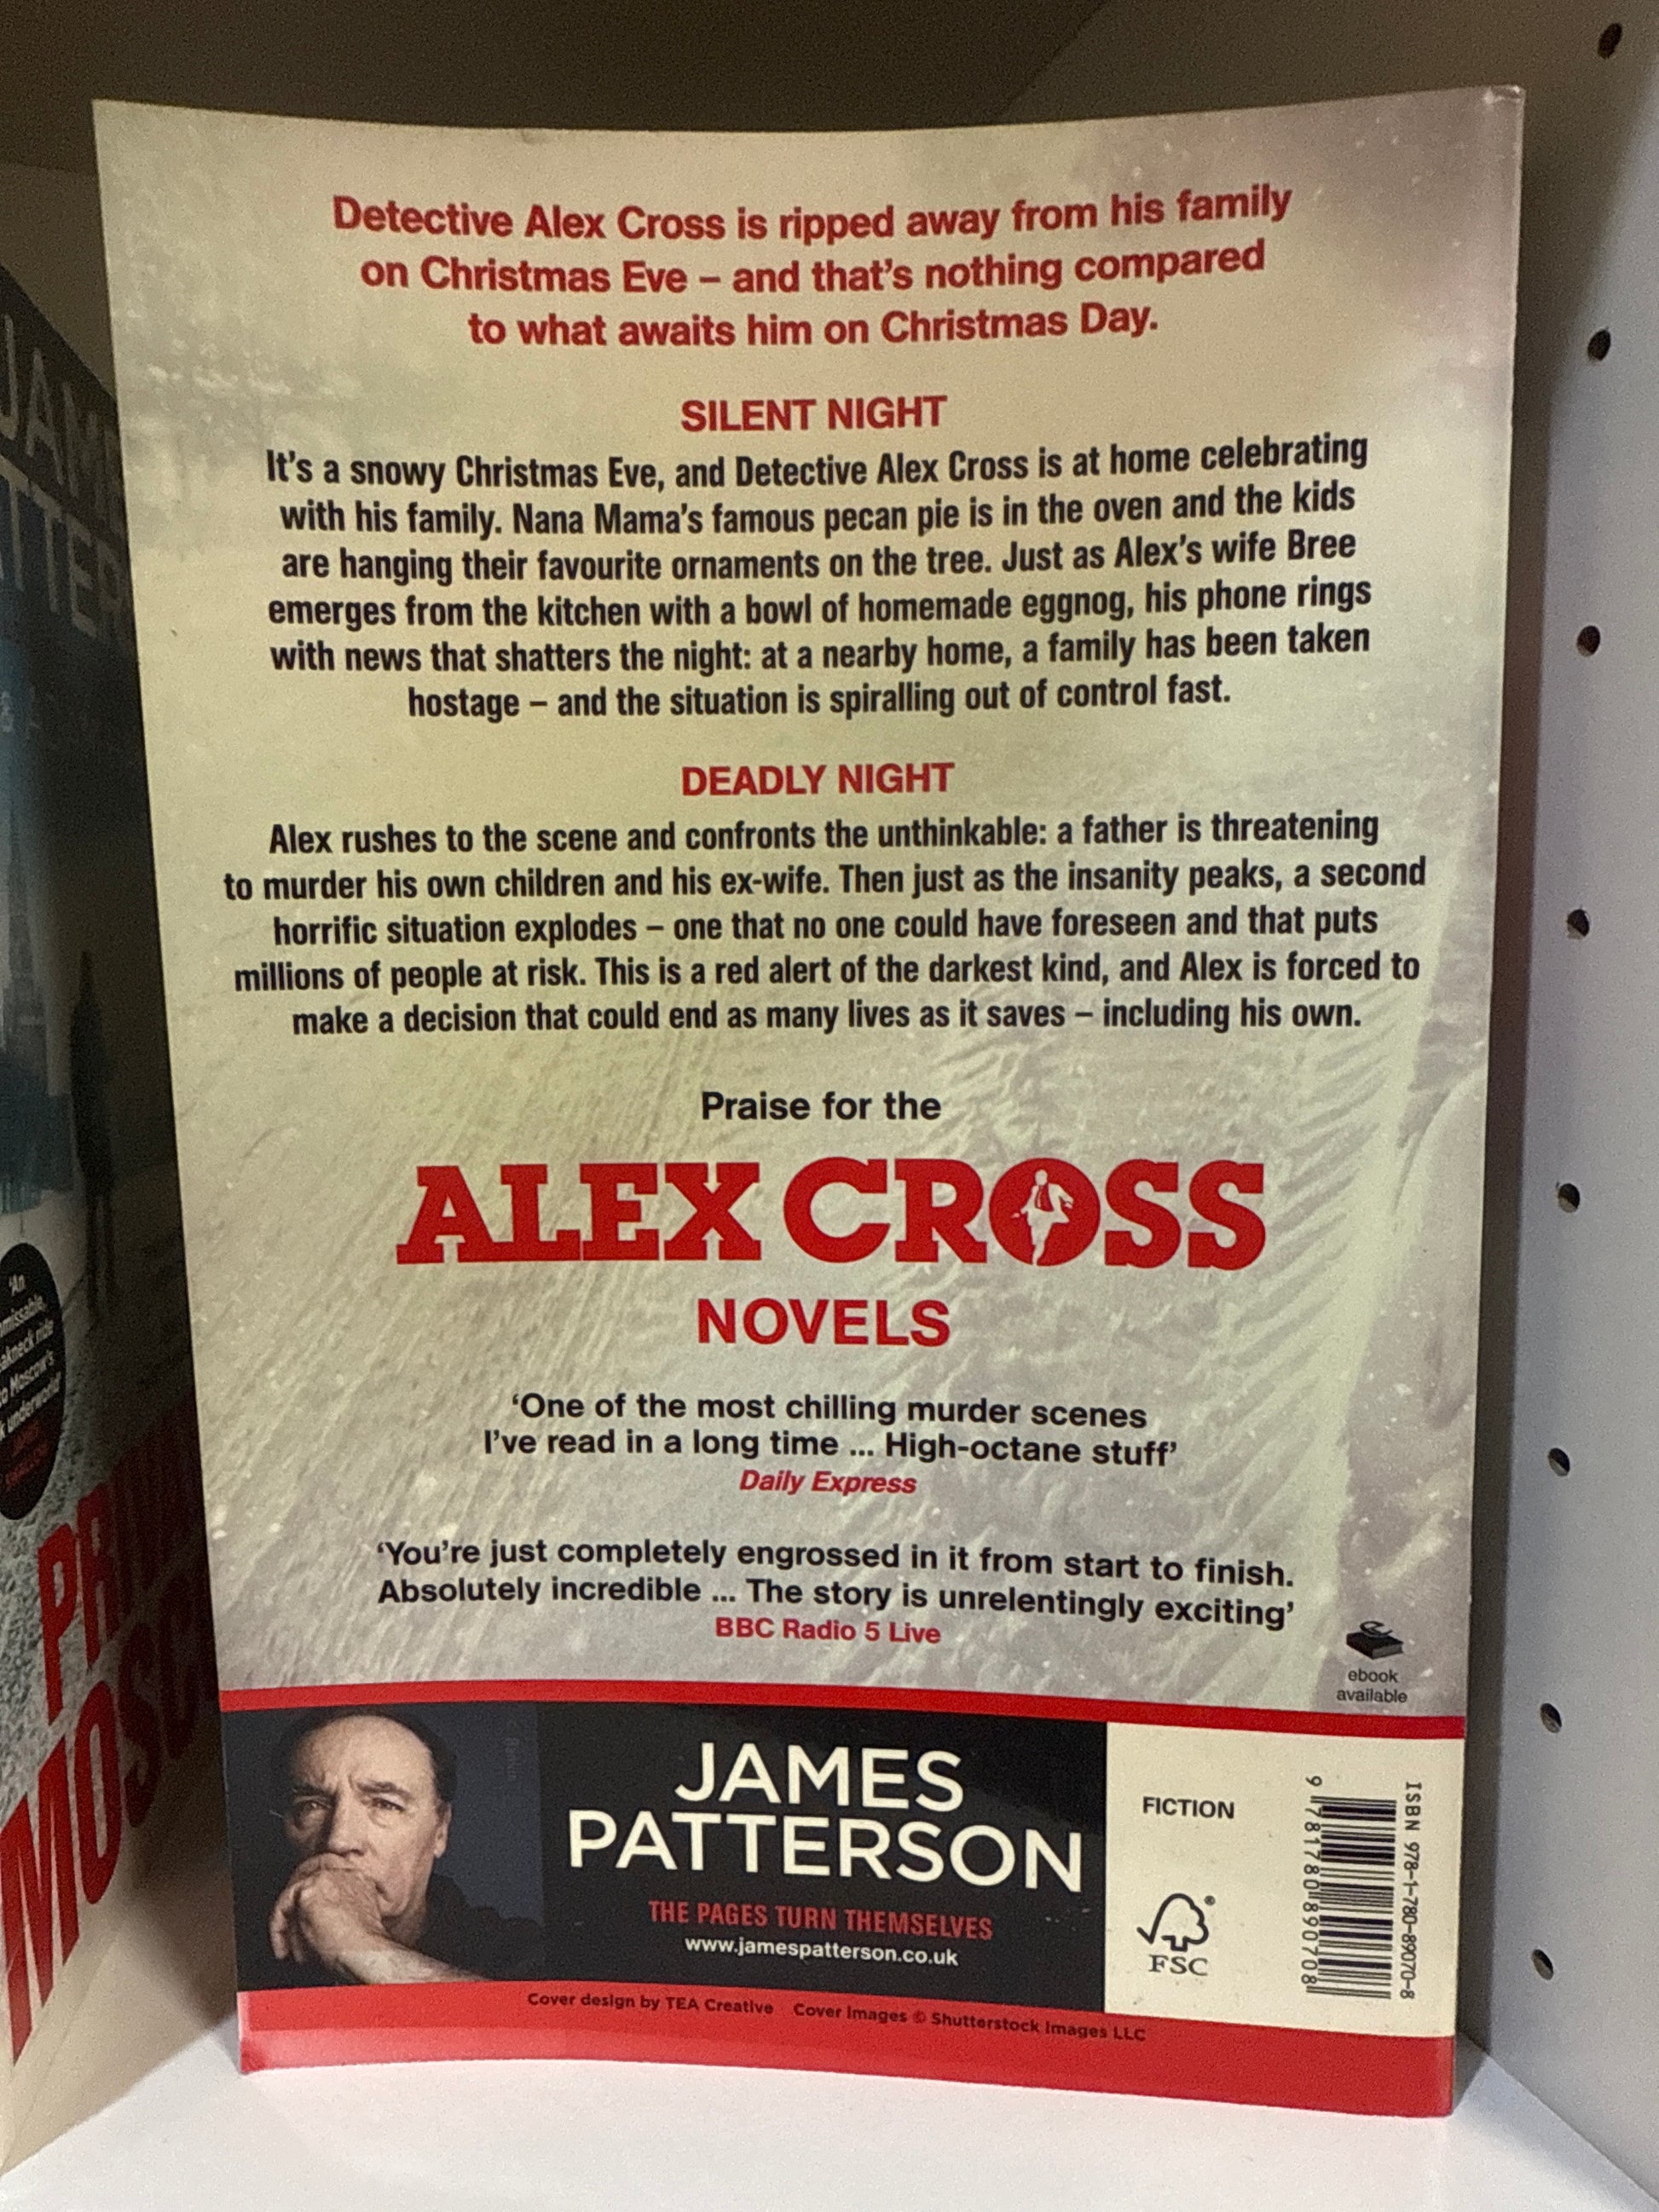 Detective Alex Cross is ripped away from his family
on Christmas Eve – and that's nothing compared
to what awaits him on Christmas Day.
SILENT NIGHT
It's a snowy Christmas Eve, and Detective Alex Cross is at home celebrating
with his family. Nana Mama's famous pecan pie is in the oven and the kids
are hanging their favourite ornaments on the tree. Just as Alex's wife Bree
emerges from the kitchen with a bowl of homemade eggnog, his phone rings
with news that shatters the night: at a nearby home, a family has been taken
hostage – and the situation is spiralling out of control fast.
DEADLY NIGHT
Alex rushes to the scene and confronts the unthinkable: a father is threatening
to murder his own children and his ex-wife. Then just as the insanity peaks, a second
horrific situation explodes – one that no one could have foreseen and that puts
millions of people at risk. This is a red alert of the darkest kind, and Alex is forced to
make a decision that could end as many lives as it saves – including his own.
Praise for the
ALEX CROSS
NOVELS
'One of the most chilling murder scenes
I've read in a long time ... High-octane stuff'
Daily Express
'You're just completely engrossed in it from start to finish.
Absolutely incredible ... The story is unrelentingly exciting'
BBC Radio 5 Live
ebook
available
JAMES
PATTERSON
THE PAGES TURN THEMSELVES
www.jamespatterson.co.uk
FICTION
FSC
ISBN 978-1-780-89070-8
9 781780 890708
Cover design by TEA Creative Cover images © Shutterstock Images LLC
'An
to Moscow's